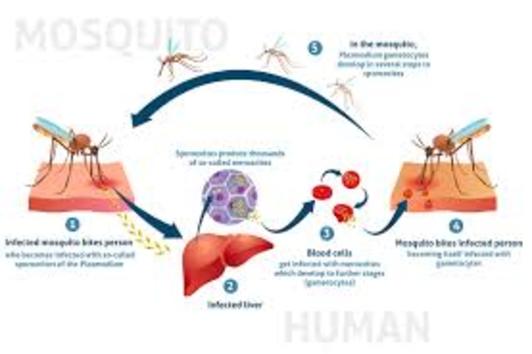 MOSQUITO
5
In the mosquito,
Plasmodium gametocytes
develop in several steps to
sporozoites
Sporozoites produce thousands
of so-called merozoites
1
Infected mosquito bites person
who becomes infected with so-called
sporozoites of the Plasmodium
2
Infected liver
3
Blood cells
get infected with merozoites
which develop to further stages
(gametocytes)
4
Mosquito bites infected person
becoming itself infected with
gametocytes
HUMAN